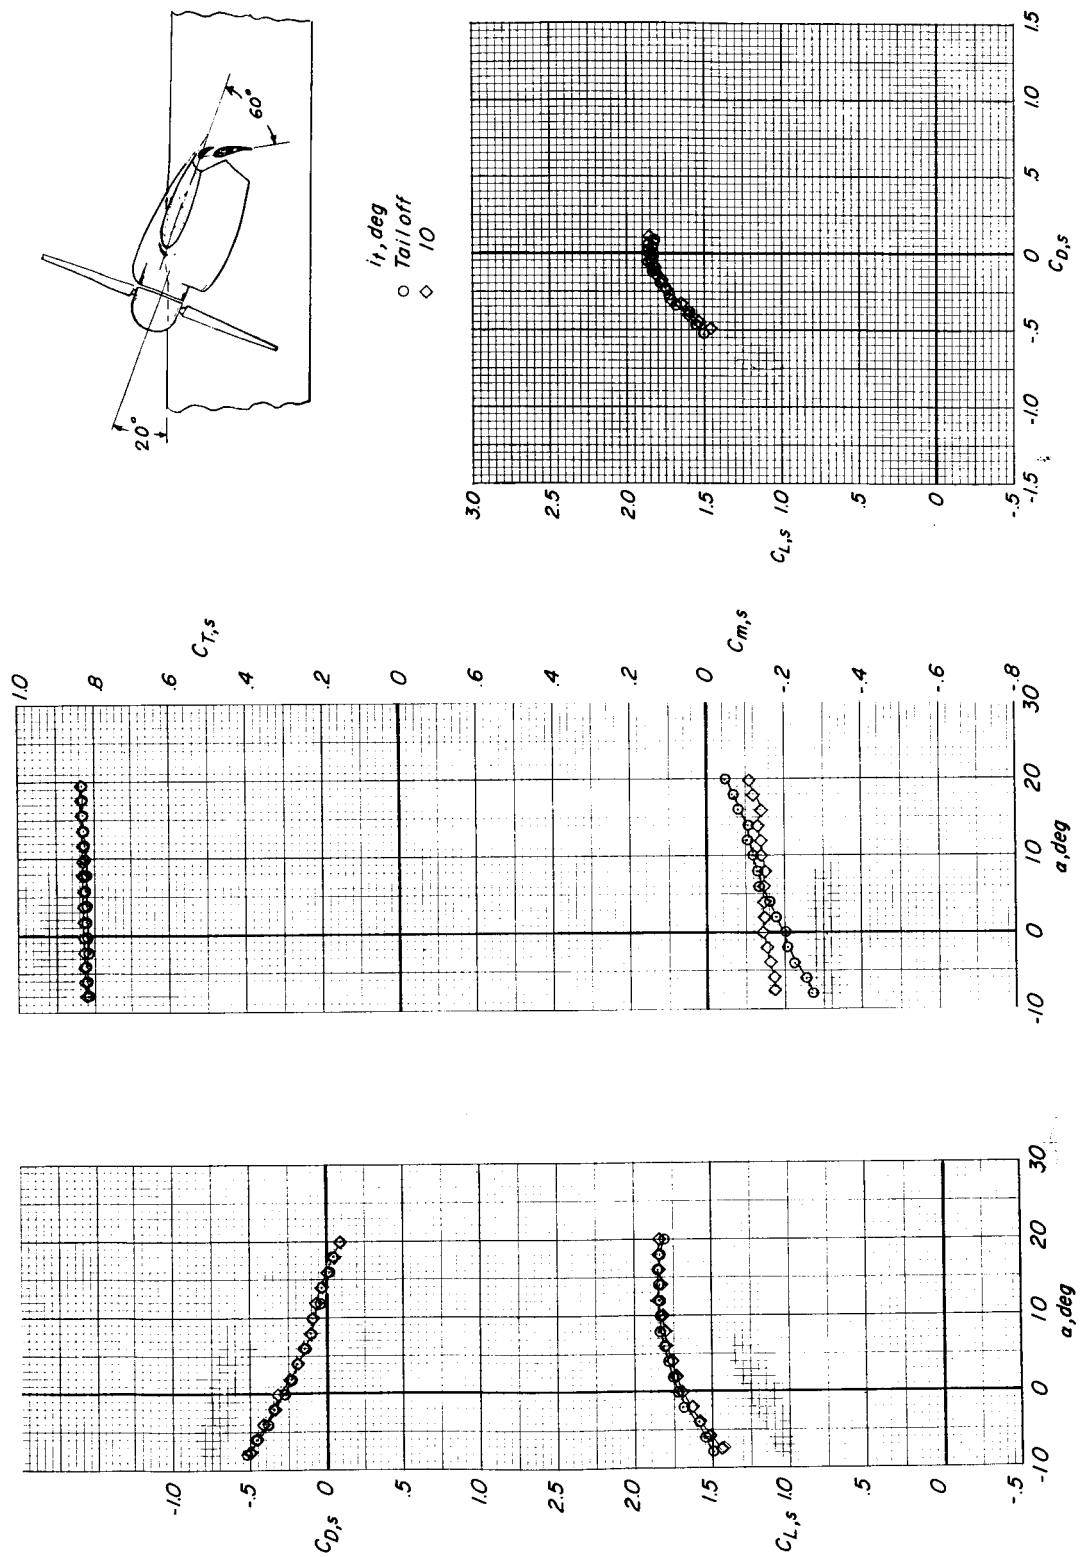 20°
60°
i_t, deg
○ Tail off
◇ 10
-1.0
-.5
C_D,s 0
.5
1.0
1.5
2.0
1.5
C_L,s 1.0
.5
0
-.5
-10 0 10 20 30
α, deg
1.0
.8
.6 C_T,s
.4
.2
0
0 C_m,s
-.2
-.4
-.6
-.8
-10 0 10 20 30
α, deg
3.0
2.5
2.0
1.5
C_L,s 1.0
.5
0
-.5
-1.5 -1.0 -.5 0 .5 1.0 1.5
C_D,s